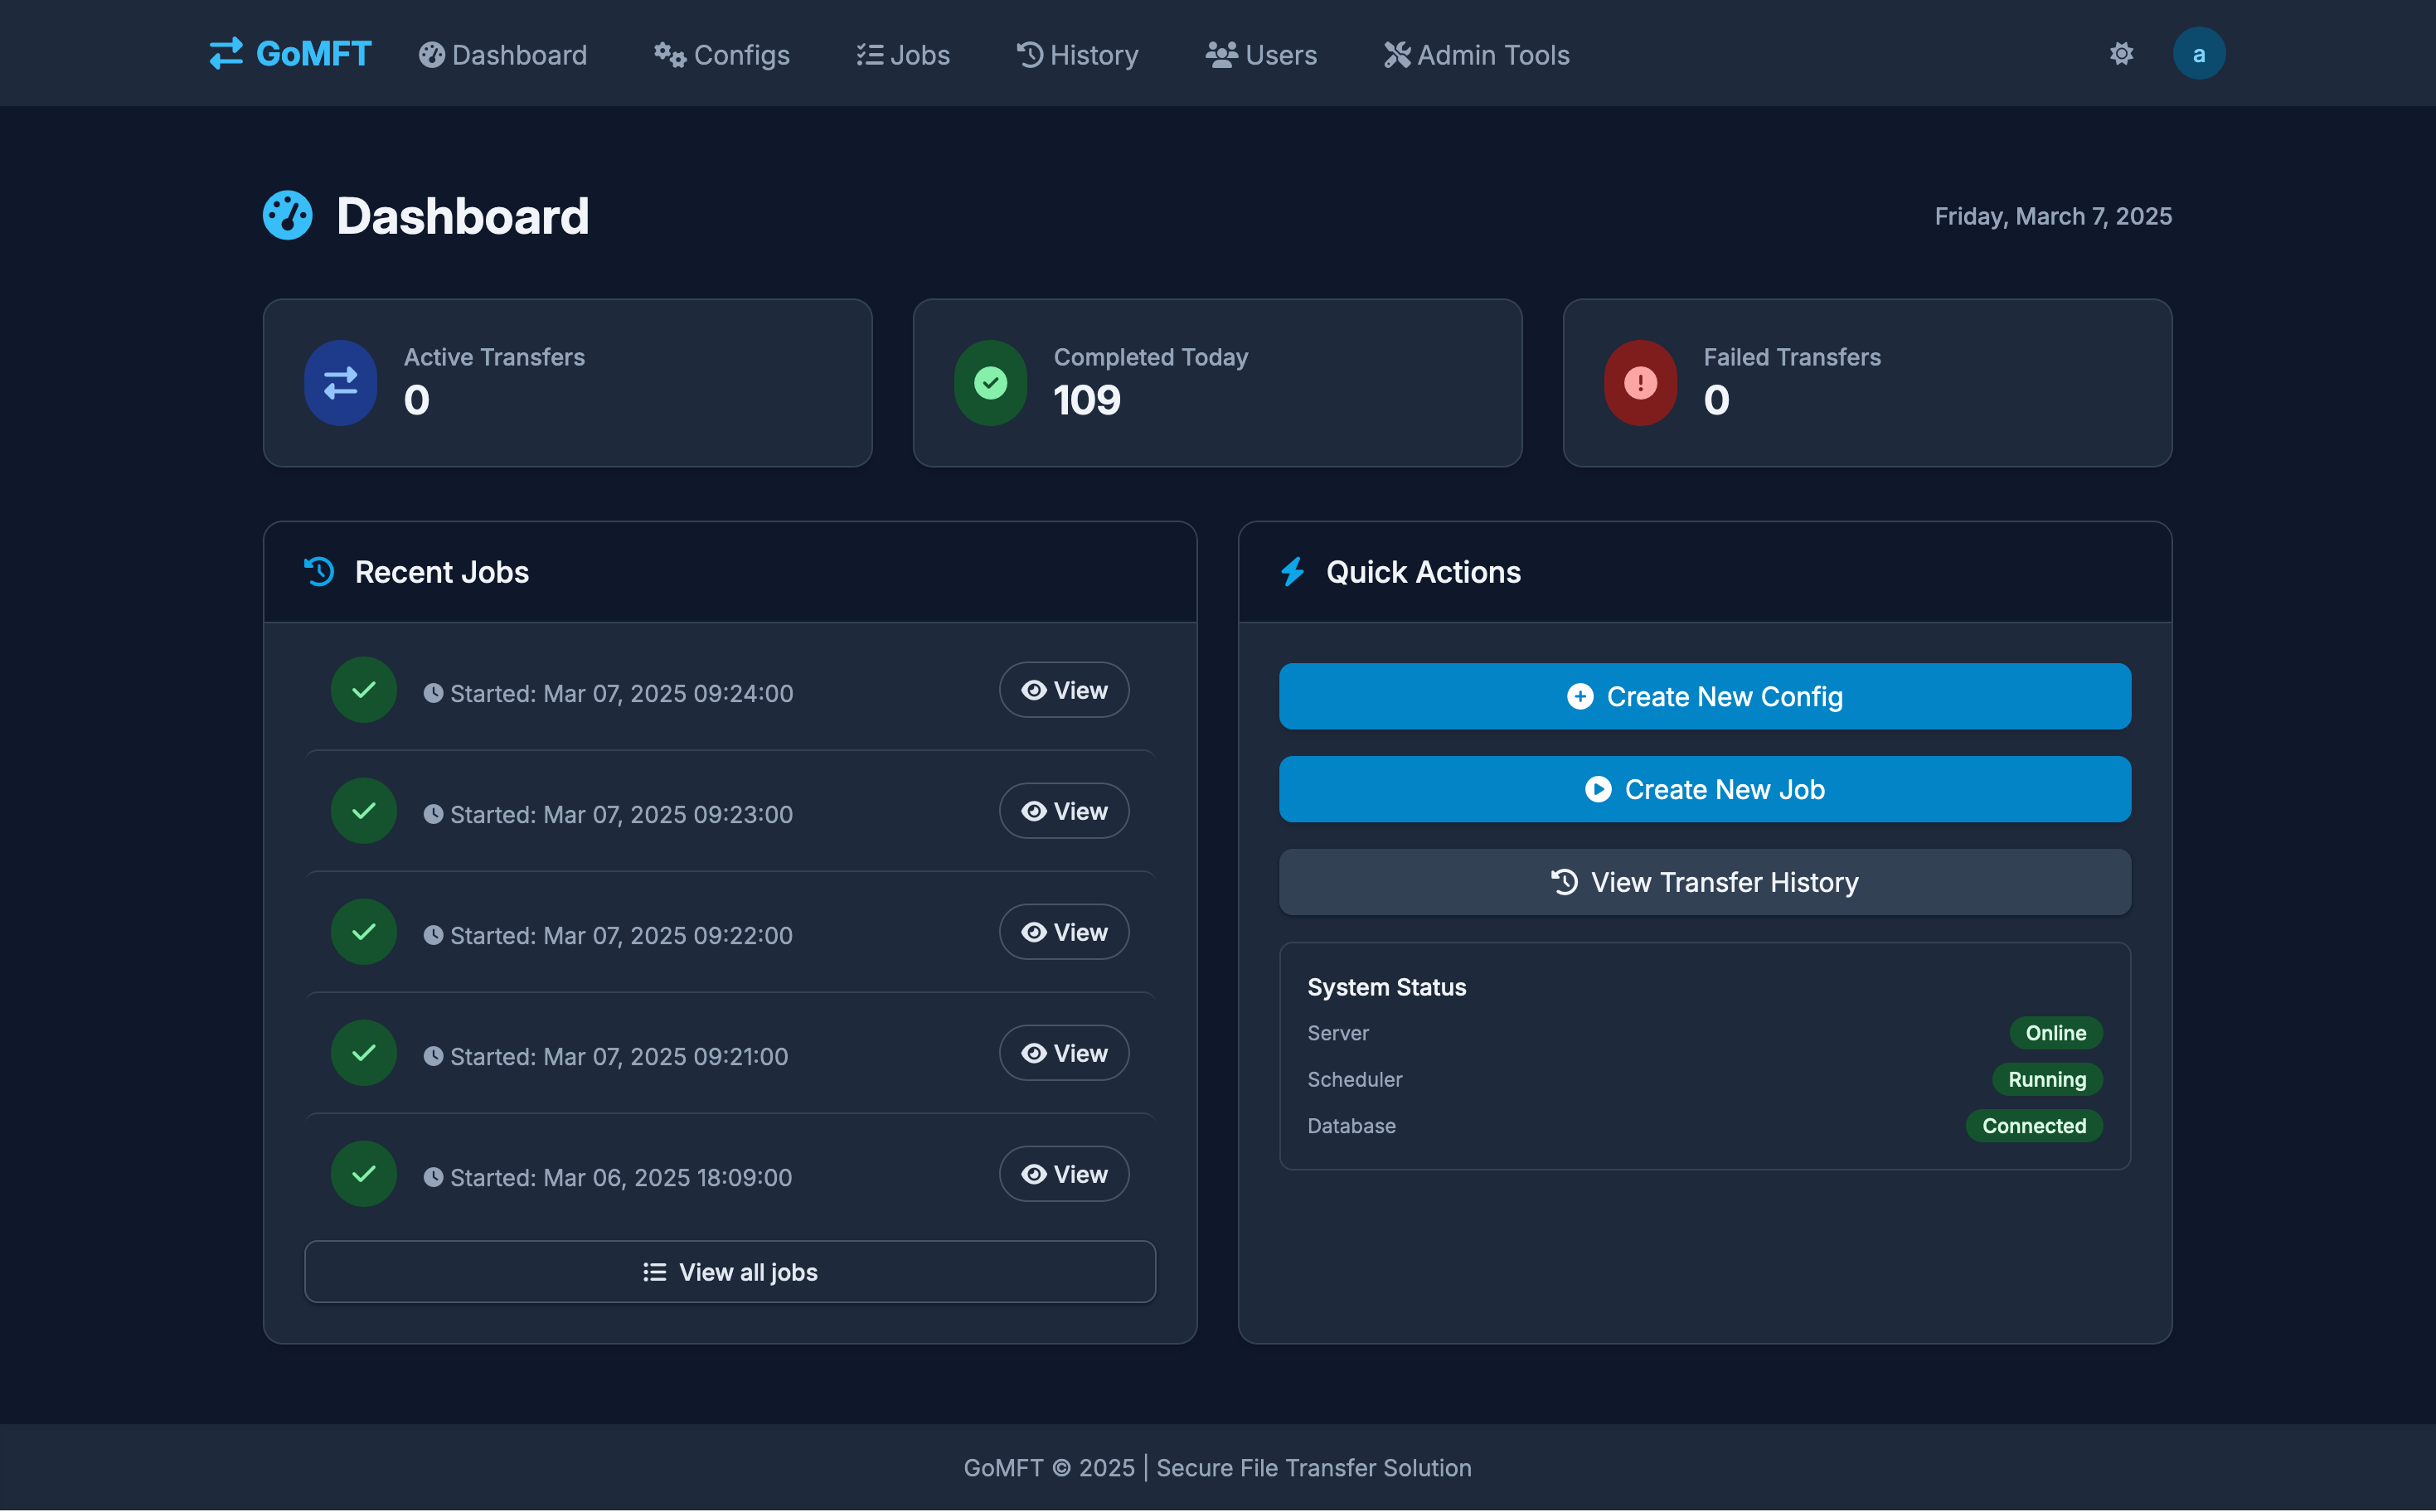 GoMFT Dashboard Configs Jobs History Users Admin Tools a
Dashboard
Friday, March 7, 2025
Active Transfers
0
Completed Today
109
Failed Transfers
0
Recent Jobs
Started: Mar 07, 2025 09:24:00 View
Started: Mar 07, 2025 09:23:00 View
Started: Mar 07, 2025 09:22:00 View
Started: Mar 07, 2025 09:21:00 View
Started: Mar 06, 2025 18:09:00 View
View all jobs
Quick Actions
Create New Config
Create New Job
View Transfer History
System Status
Server Online
Scheduler Running
Database Connected
GoMFT © 2025 | Secure File Transfer Solution